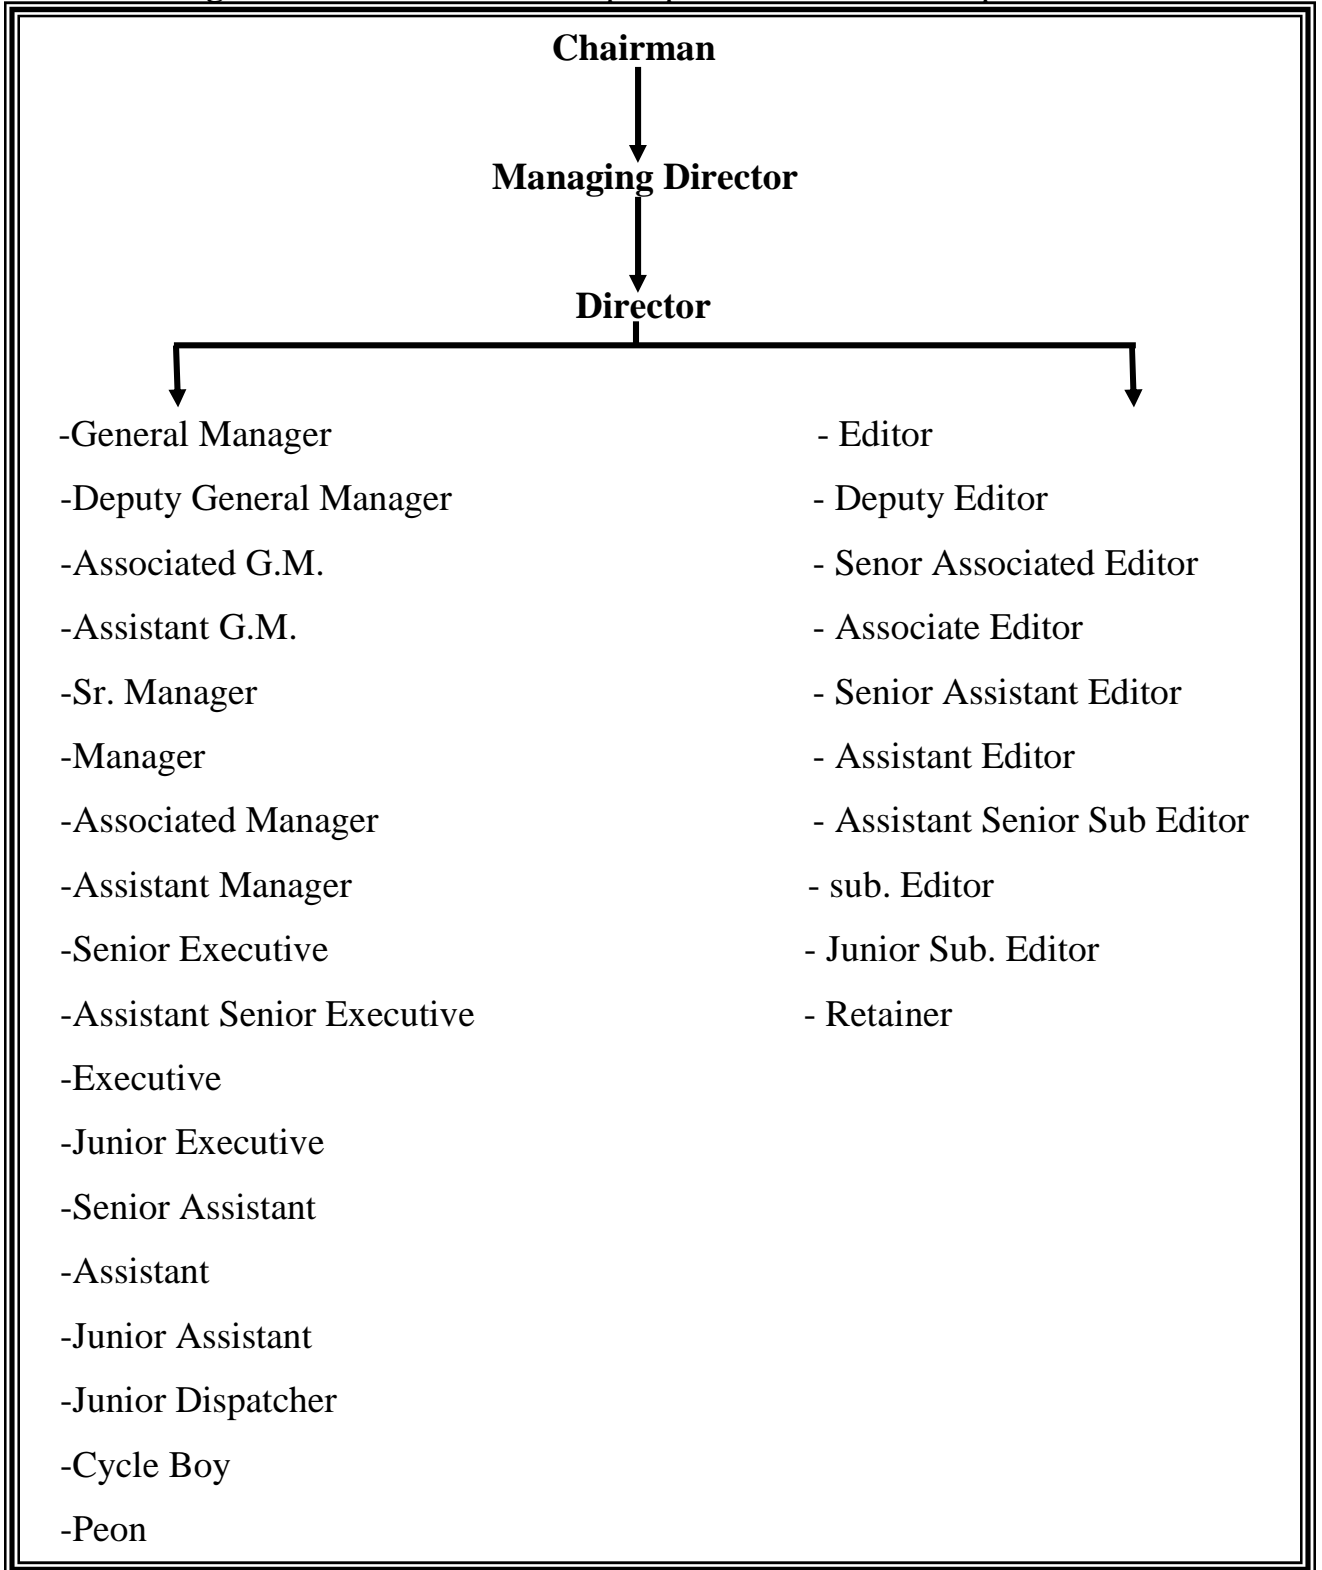 Chairman
Managing Director
Director
-General Manager
-Deputy General Manager
-Associated G.M.
-Assistant G.M.
-Sr. Manager
-Manager
-Associated Manager
-Assistant Manager
-Senior Executive
-Assistant Senior Executive
-Executive
-Junior Executive
-Senior Assistant
-Assistant
-Junior Assistant
-Junior Dispatcher
-Cycle Boy
-Peon
- Editor
- Deputy Editor
- Senor Associated Editor
- Associate Editor
- Senior Assistant Editor
- Assistant Editor
- Assistant Senior Sub Editor
- sub. Editor
- Junior Sub. Editor
- Retainer